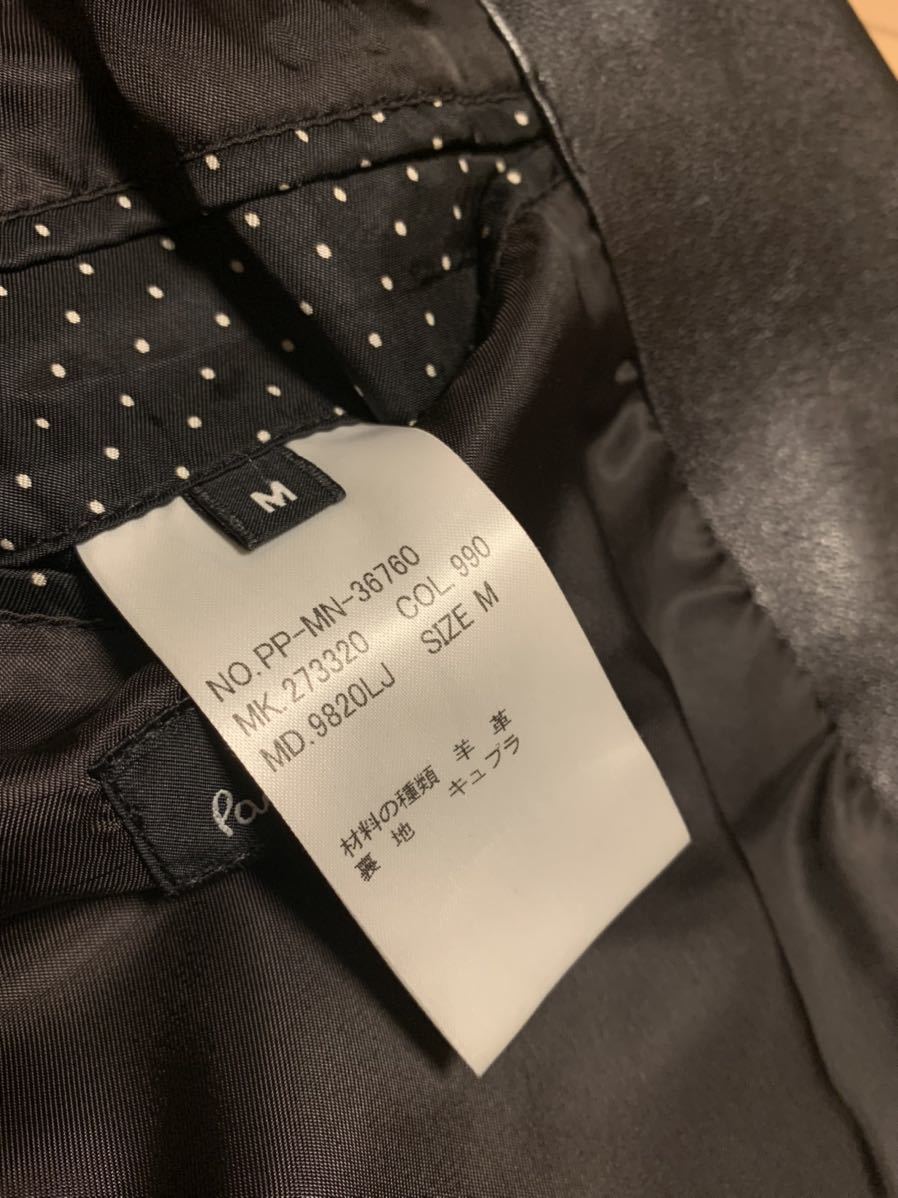 M
NO.PP-MN-36760
MK.273320 COL.990
MD.9820LJ SIZE M
材料の種類 羊 革
裏 地 キュプラ